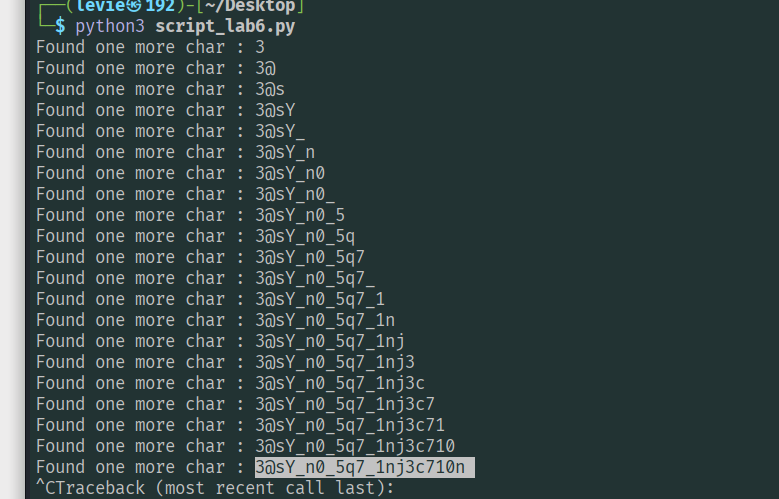 ┌──(levie㉿192)-[~/Desktop]
└─$ python3 script_lab6.py
Found one more char : 3
Found one more char : 3@
Found one more char : 3@s
Found one more char : 3@sY
Found one more char : 3@sY_
Found one more char : 3@sY_n
Found one more char : 3@sY_n0
Found one more char : 3@sY_n0_
Found one more char : 3@sY_n0_5
Found one more char : 3@sY_n0_5q
Found one more char : 3@sY_n0_5q7
Found one more char : 3@sY_n0_5q7_
Found one more char : 3@sY_n0_5q7_1
Found one more char : 3@sY_n0_5q7_1n
Found one more char : 3@sY_n0_5q7_1nj
Found one more char : 3@sY_n0_5q7_1nj3
Found one more char : 3@sY_n0_5q7_1nj3c
Found one more char : 3@sY_n0_5q7_1nj3c7
Found one more char : 3@sY_n0_5q7_1nj3c71
Found one more char : 3@sY_n0_5q7_1nj3c710
Found one more char : 3@sY_n0_5q7_1nj3c710n
^CTraceback (most recent call last):